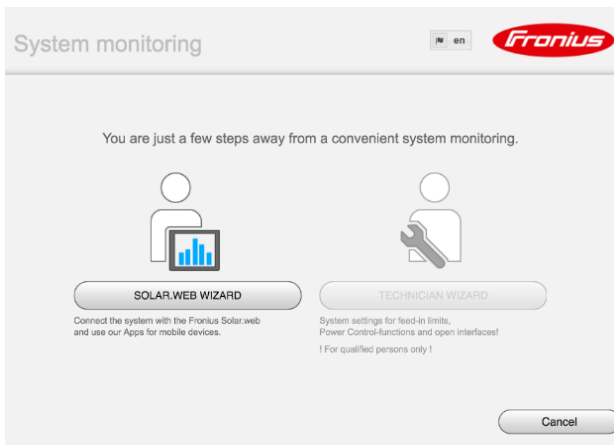 System monitoring
en
Fronius
You are just a few steps away from a convenient system monitoring.
SOLAR.WEB WIZARD
Connect the system with the Fronius Solar.web
and use our Apps for mobile devices.
TECHNICIAN WIZARD
System settings for feed-in limits,
Power Control-functions and open interfaces!
! For qualified persons only !
Cancel